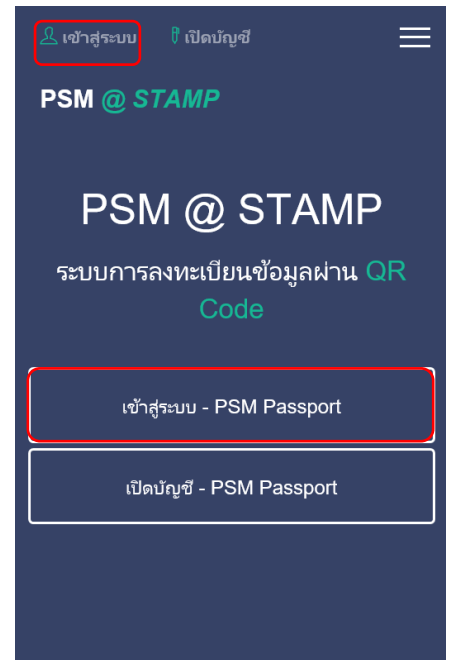 เข้าสู่ระบบ เปิดบัญชี
PSM @ STAMP
PSM @ STAMP
ระบบการลงทะเบียนข้อมูลผ่าน QR
Code
เข้าสู่ระบบ - PSM Passport
เปิดบัญชี - PSM Passport